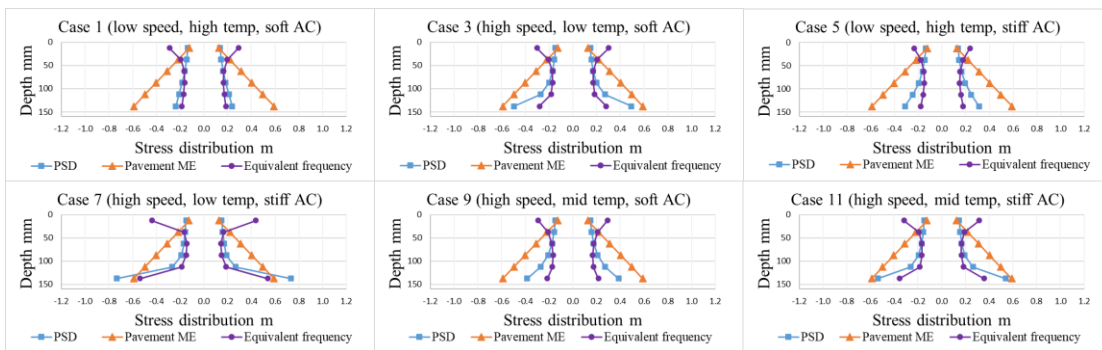 Case 1 (low speed, high temp, soft AC)
0
50
100
150
Depth mm
-1.2 -1.0 -0.8 -0.6 -0.4 -0.2 0.0 0.2 0.4 0.6 0.8 1.0 1.2
Stress distribution m
PSD Pavement ME Equivalent frequency
Case 3 (high speed, low temp, soft AC)
0
50
100
150
Depth mm
-1.2 -1.0 -0.8 -0.6 -0.4 -0.2 0.0 0.2 0.4 0.6 0.8 1.0 1.2
Stress distribution m
PSD Pavement ME Equivalent frequency
Case 5 (low speed, high temp, stiff AC)
0
50
100
150
Depth mm
-1.2 -1.0 -0.8 -0.6 -0.4 -0.2 0.0 0.2 0.4 0.6 0.8 1.0 1.2
Stress distribution m
PSD Pavement ME Equivalent frequency
Case 7 (high speed, low temp, stiff AC)
0
50
100
150
Depth mm
-1.2 -1.0 -0.8 -0.6 -0.4 -0.2 0.0 0.2 0.4 0.6 0.8 1.0 1.2
Stress distribution m
PSD Pavement ME Equivalent frequency
Case 9 (high speed, mid temp, soft AC)
0
50
100
150
Depth mm
-1.2 -1.0 -0.8 -0.6 -0.4 -0.2 0.0 0.2 0.4 0.6 0.8 1.0 1.2
Stress distribution m
PSD Pavement ME Equivalent frequency
Case 11 (high speed, mid temp, stiff AC)
0
50
100
150
Depth mm
-1.2 -1.0 -0.8 -0.6 -0.4 -0.2 0.0 0.2 0.4 0.6 0.8 1.0 1.2
Stress distribution m
PSD Pavement ME Equivalent frequency